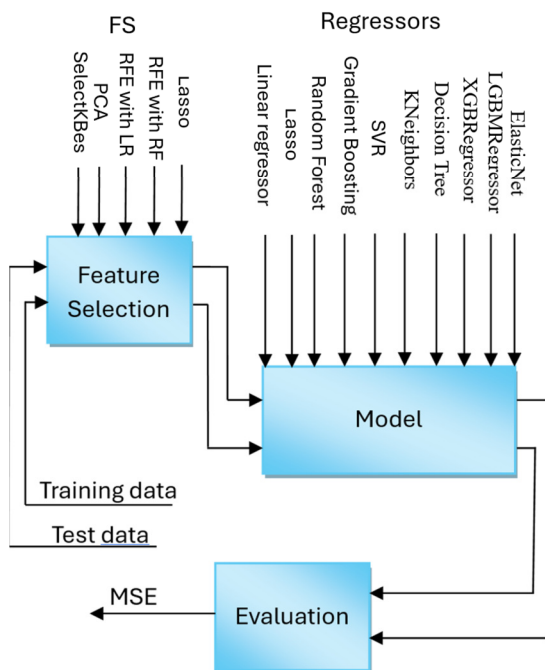 FS
Regressors
SelectKBes
PCA
RFE with LR
RFE with RF
Lasso
Linear regressor
Lasso
Random Forest
Gradient Boosting
SVR
KNeighbors
Decision Tree
XGBRegressor
LGBMRegressor
ElasticNet
Feature
Selection
Model
Training data
Test data
MSE
Evaluation